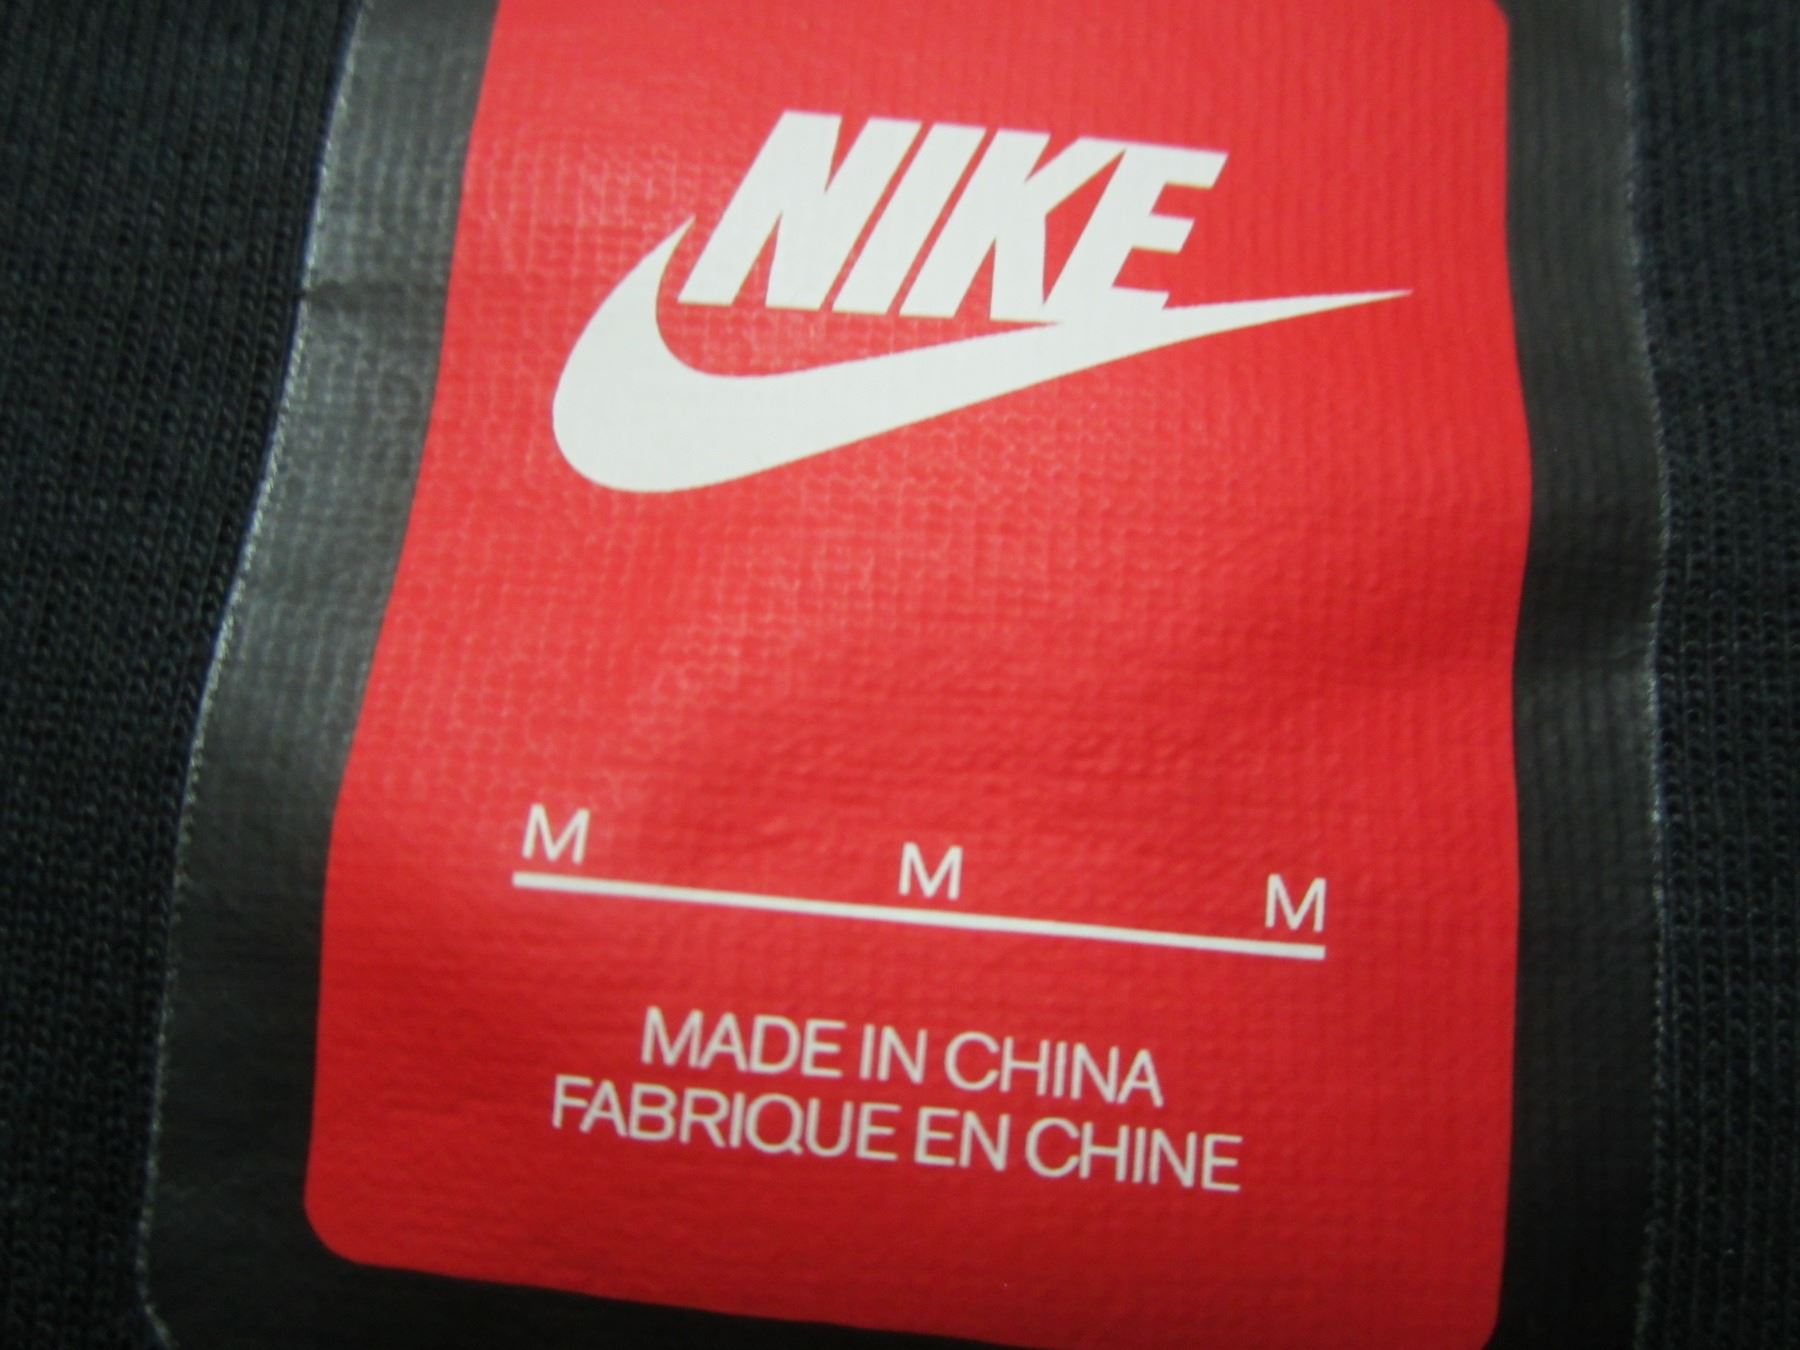 NIKE
M M M
MADE IN CHINA
FABRIQUE EN CHINE